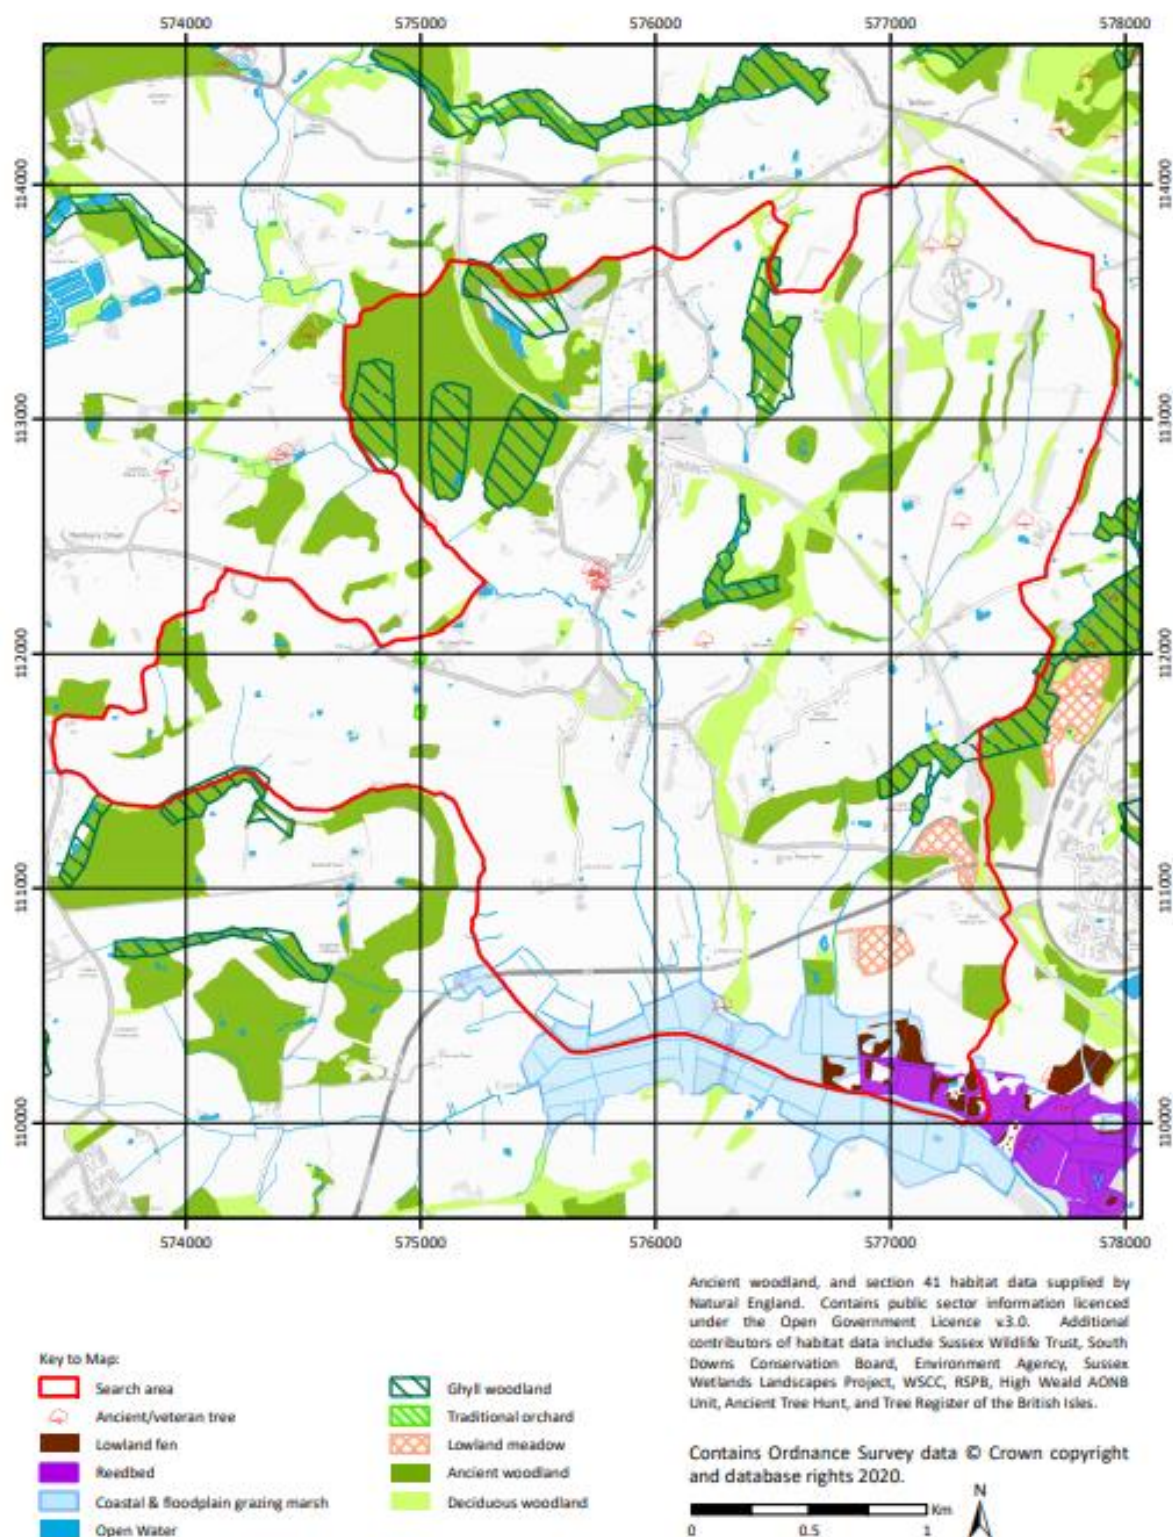 574000 575000 576000 577000 578000
114000 114000
113000 113000
112000 112000
111000 111000
110000 110000
574000 575000 576000 577000 578000
Ancient woodland, and section 41 habitat data supplied by
Natural England. Contains public sector information licenced
under the Open Government Licence v3.0. Additional
contributors of habitat data include Sussex Wildlife Trust, South
Downs Conservation Board, Environment Agency, Sussex
Wetlands Landscapes Project, WSCC, RSPB, High Weald AONB
Unit, Ancient Tree Hunt, and Tree Register of the British Isles.
Key to Map:
Search area
Ancient/veteran tree
Lowland fen
Reedbed
Coastal & floodplain grazing marsh
Open Water
Ghyll woodland
Traditional orchard
Lowland meadow
Ancient woodland
Deciduous woodland
Contains Ordnance Survey data © Crown copyright
and database rights 2020.
N
Km
0 0.5 1